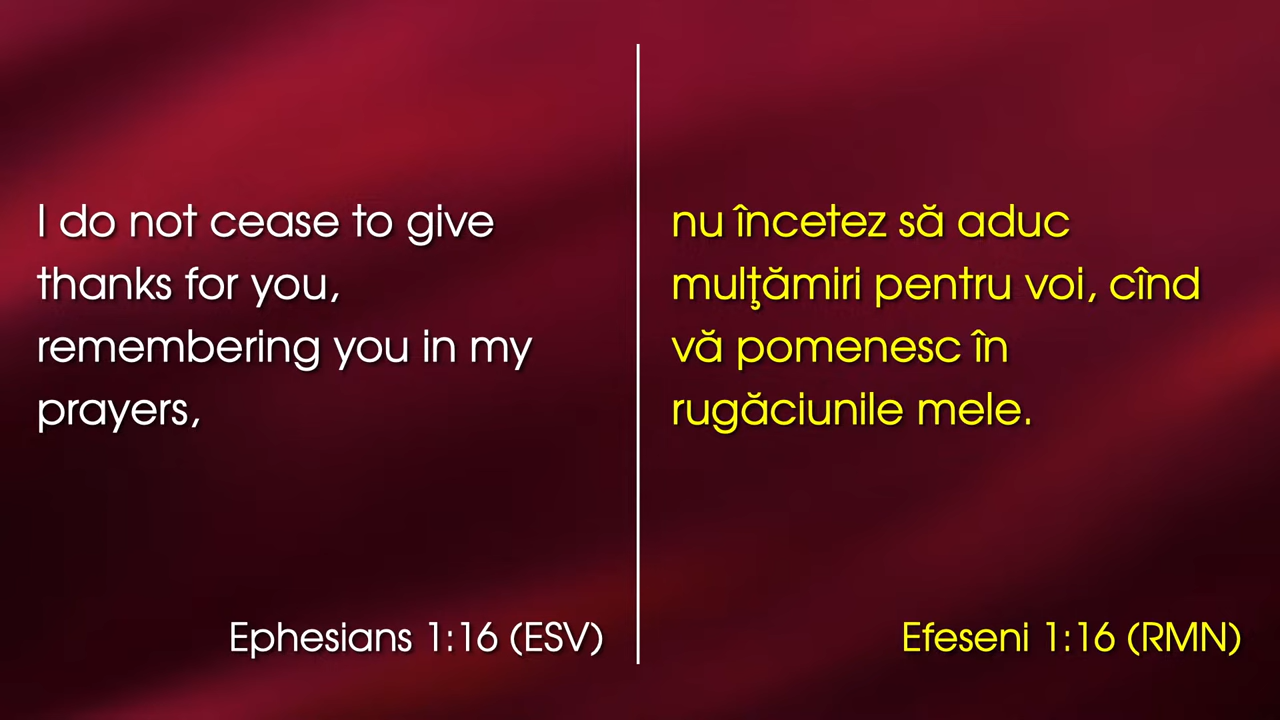 I do not cease to give
thanks for you,
remembering you in my
prayers,
Ephesians 1:16 (ESV)
nu încetez să aduc
mulţămiri pentru voi, cînd
vă pomenesc în
rugăciunile mele.
Efeseni 1:16 (RMN)